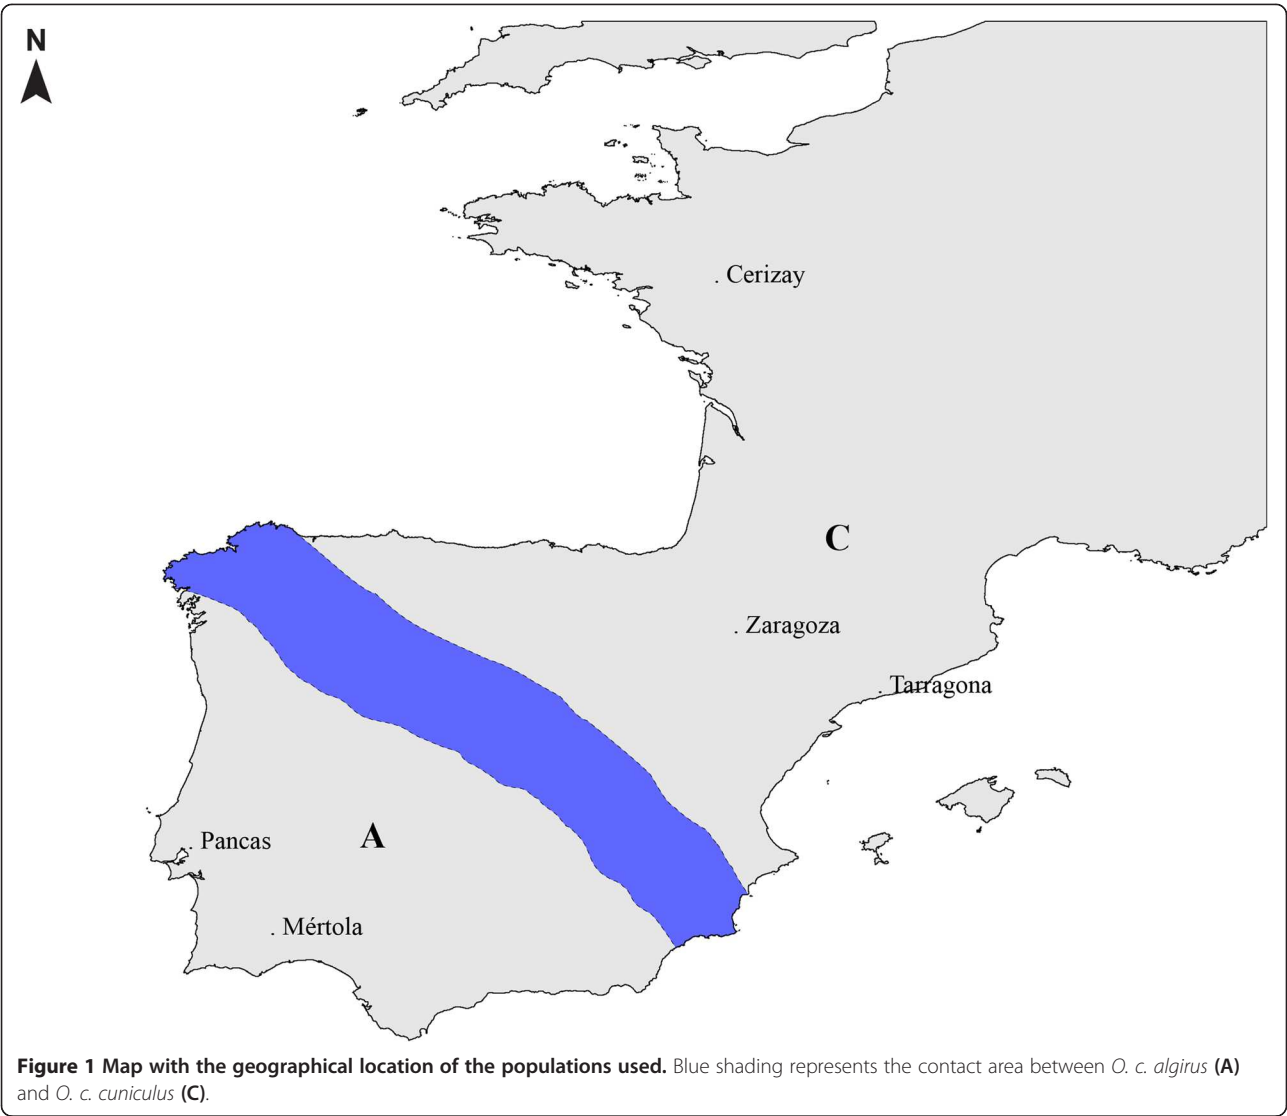 N
. Cerizay
C
. Zaragoza
. Tarragona
. Pancas
A
. Mértola
Figure 1 Map with the geographical location of the populations used. Blue shading represents the contact area between O. c. algirus (A)
and O. c. cuniculus (C).